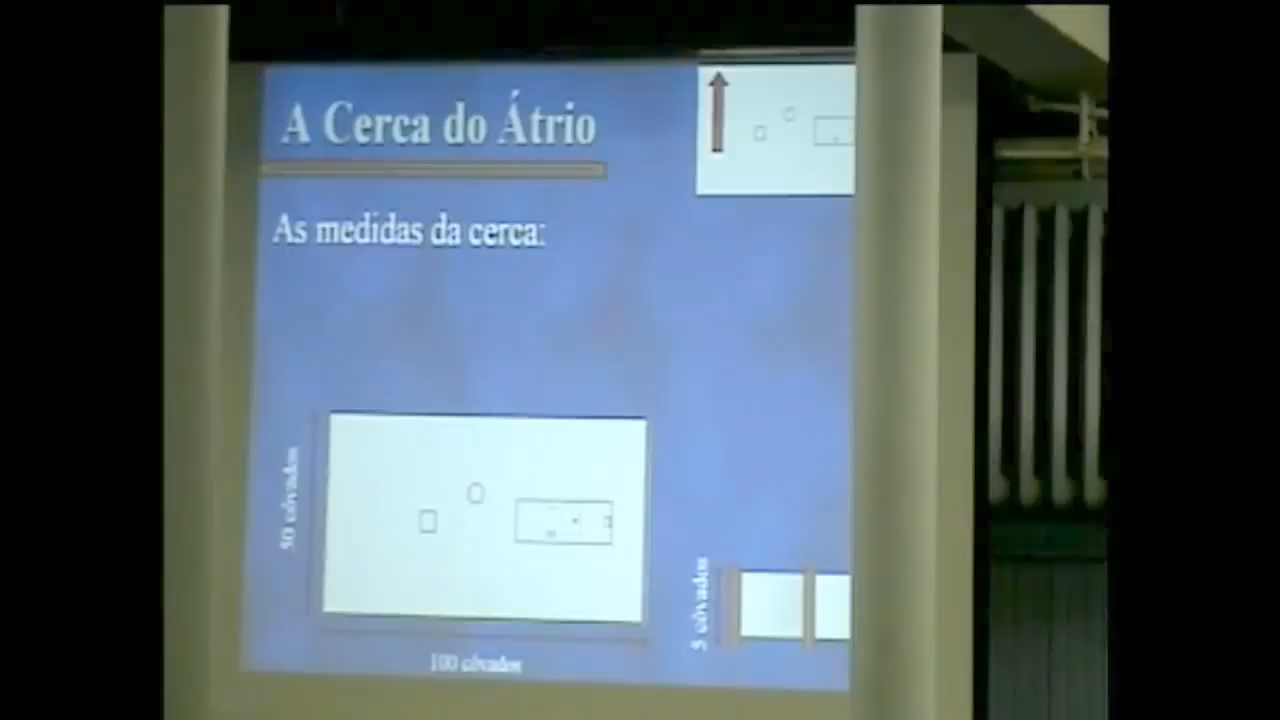 A Cerca do Átrio
As medidas da cerca:
50 côvados
100 côvados
5 côvados